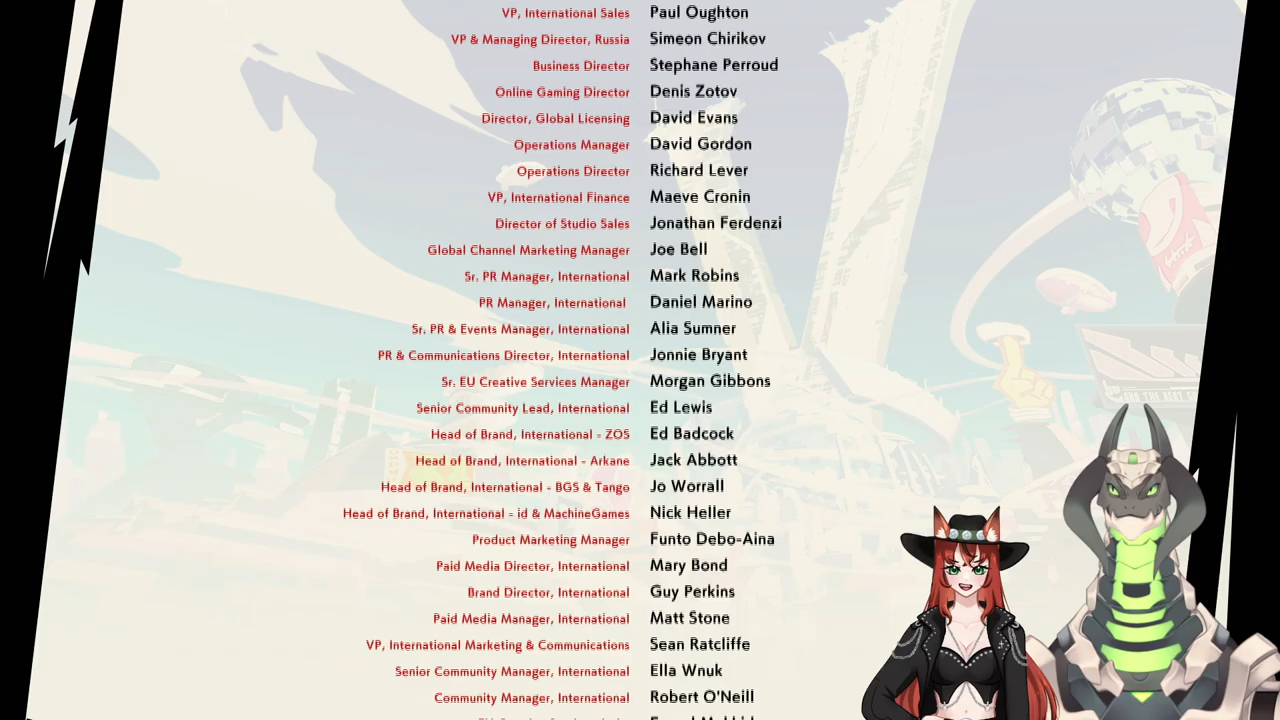 VP, International Sales Paul Oughton
VP & Managing Director, Russia Simeon Chirikov
Business Director Stephane Perroud
Online Gaming Director Denis Zotov
Director, Global Licensing David Evans
Operations Manager David Gordon
Operations Director Richard Lever
VP, International Finance Maeve Cronin
Director of Studio Sales Jonathan Ferdenzi
Global Channel Marketing Manager Joe Bell
Sr. PR Manager, International Mark Robins
PR Manager, International Daniel Marino
Sr. PR & Events Manager, International Alia Sumner
PR & Communications Director, International Jonnie Bryant
Sr. EU Creative Services Manager Morgan Gibbons
Senior Community Lead, International Ed Lewis
Head of Brand, International - ZOS Ed Badcock
Head of Brand, International - Arkane Jack Abbott
Head of Brand, International - BGS & Tango Jo Worrall
Head of Brand, International - id & MachineGames Nick Heller
Product Marketing Manager Funto Debo-Aina
Paid Media Director, International Mary Bond
Brand Director, International Guy Perkins
Paid Media Manager, International Matt Stone
VP, International Marketing & Communications Sean Ratcliffe
Senior Community Manager, International Ella Wnuk
Community Manager, International Robert O'Neill